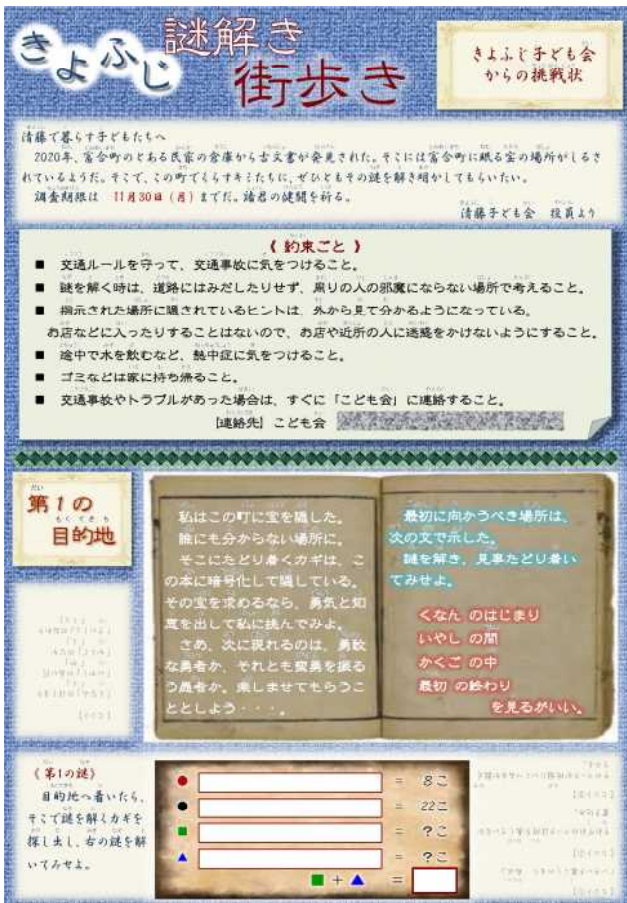 きよふじ
謎解き
街歩き
きよふじ子ども会
からの挑戦状
清藤で暮らす子どもたちへ
2020年、富合町のとある民家の倉庫から古文書が発見された。そこには富合町に眠る宝の場所がしるさ
れているようだ。そこで、この町でくらすキミたちに、ぜひともその謎を解き明かしてもらいたい。
調査期限は 11月30日(月)までだ。諸君の健闘を祈る。
清藤子ども会 役員より
《約束ごと》
■ 交通ルールを守って、交通事故に気をつけること。
■ 謎を解く時は、道路にはみだしたりせず、周りの人の邪魔にならない場所で考えること。
■ 指示された場所に隠されているヒントは、外から見て分かるようになっている。
お店などに入ったりすることはないので、お店や近所の人に迷惑をかけないようにすること。
■ 途中で水を飲むなど、熱中症に気をつけること。
■ ゴミなどは家に持ち帰ること。
■ 交通事故やトラブルがあった場合は、すぐに「こども会」に連絡すること。
【連絡先】こども会
第1の
目的地
私はこの町に宝を隠した。
誰にも分からない場所に。
そこにたどり着くカギは、こ
の本に暗号化して隠している。
その宝を求めるなら、勇気と知
恵を出して私に挑んでみよ。
さあ、次に現れるのは、勇敢
な勇者か、それとも蛮勇を振る
う愚者か。楽しませてもらうこ
ととしよう・・・。
最初に向かうべき場所は、
次の文で示した。
謎を解き、見事たどり着い
てみせよ。
くなん のはじまり
いやし の間
かくご の中
最初 の終わり
を見るがいい。
《第1の謎》
目的地へ着いたら、
そこで謎を解くカギを
探し出し、右の謎を解
いてみせよ。
● = 8こ
● = 22こ
■ = ?こ
▲ = ?こ
■ + ▲ =